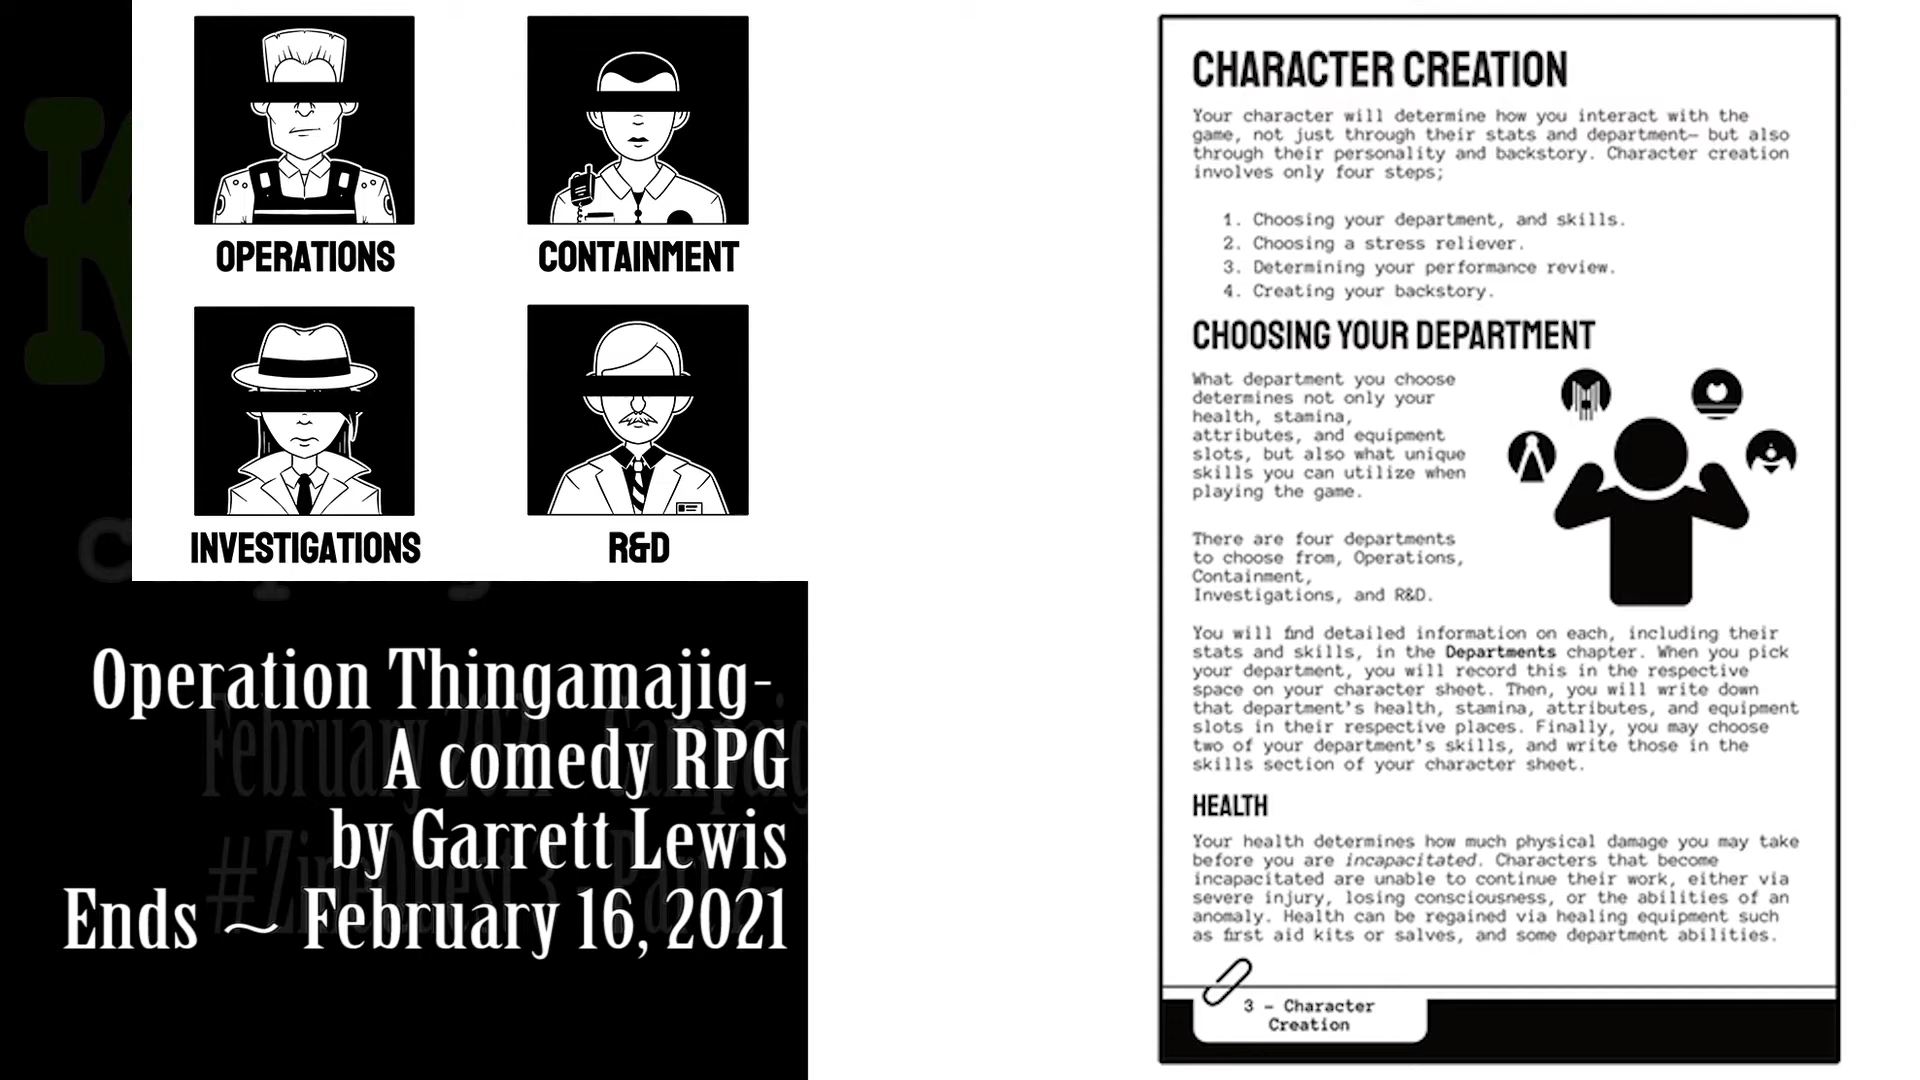 OPERATIONS
CONTAINMENT
INVESTIGATIONS
R&D
Operation Thingamajig-
A comedy RPG
by Garrett Lewis
Ends ~ February 16, 2021
CHARACTER CREATION
Your character will determine how you interact with the
game, not just through their stats and department— but also
through their personality and backstory. Character creation
involves only four steps;
1. Choosing your department, and skills.
2. Choosing a stress reliever.
3. Determining your performance review.
4. Creating your backstory.
CHOOSING YOUR DEPARTMENT
What department you choose
determines not only your
health, stamina,
attributes, and equipment
slots, but also what unique
skills you can utilize when
playing the game.
There are four departments
to choose from, Operations,
Containment,
Investigations, and R&D.
You will find detailed information on each, including their
stats and skills, in the Departments chapter. When you pick
your department, you will record this in the respective
space on your character sheet. Then, you will write down
that department's health, stamina, attributes, and equipment
slots in their respective places. Finally, you may choose
two of your department's skills, and write those in the
skills section of your character sheet.
HEALTH
Your health determines how much physical damage you may take
before you are incapacitated. Characters that become
incapacitated are unable to continue their work, either via
severe injury, losing consciousness, or the abilities of an
anomaly. Health can be regained via healing equipment such
as first aid kits or salves, and some department abilities.
3 - Character
Creation